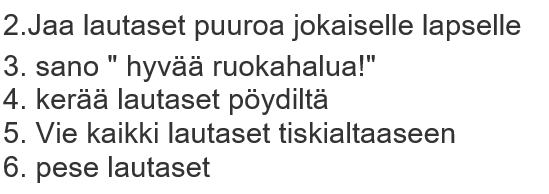 2.Jaa lautaset puuroa jokaiselle lapselle
3. sano " hyvää ruokahalua!"
4. kerää lautaset pöydiltä
5. Vie kaikki lautaset tiskialtaaseen
6. pese lautaset